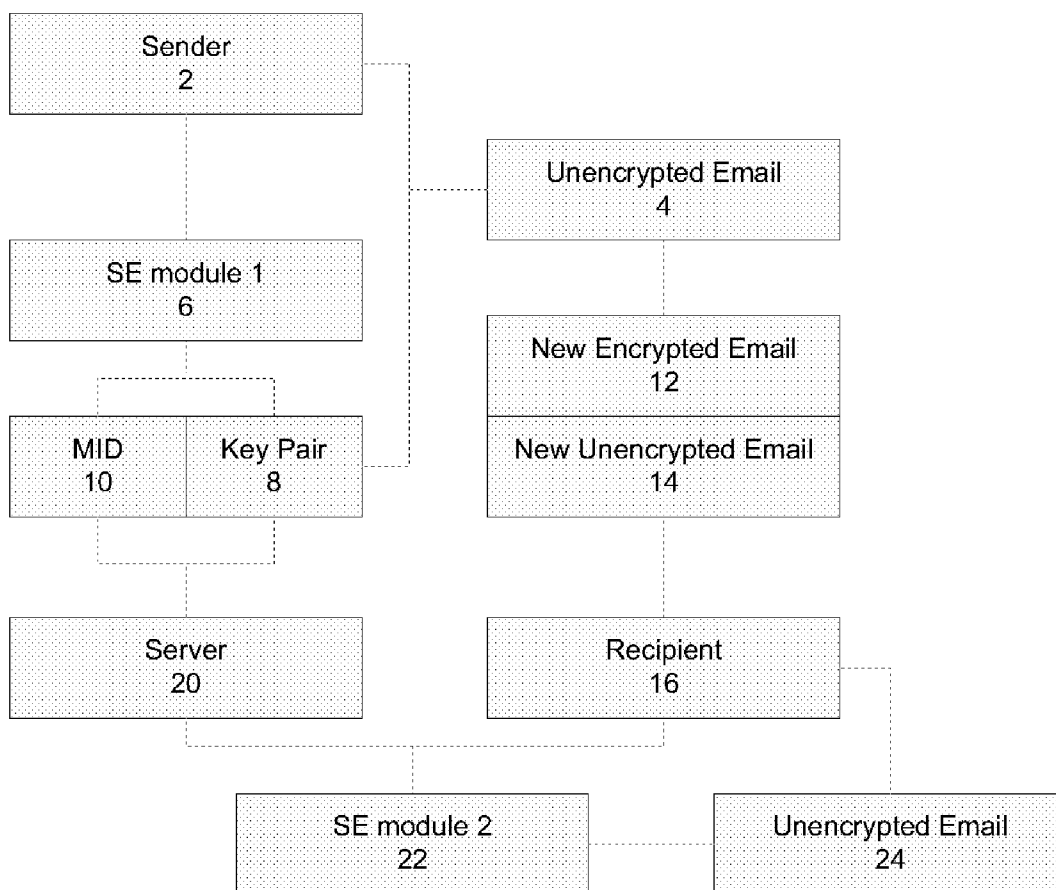 Sender
2
Unencrypted Email
4
SE module 1
6
New Encrypted Email
12
MID
10
Key Pair
8
New Unencrypted Email
14
Server
20
Recipient
16
SE module 2
22
Unencrypted Email
24